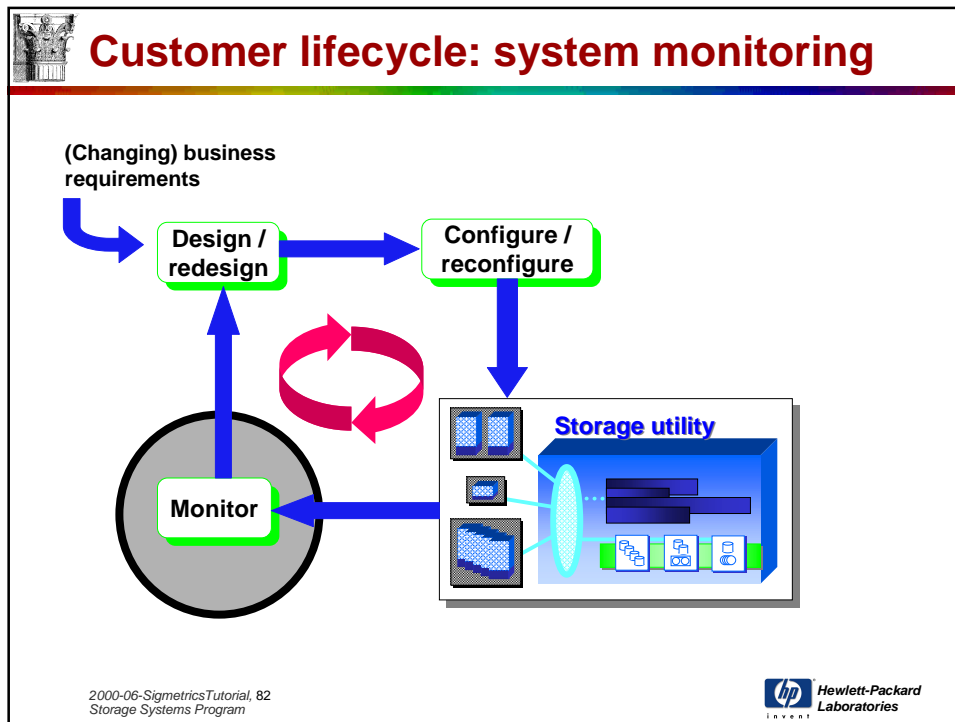 Customer lifecycle: system monitoring
(Changing) business
requirements
Design /
redesign
Configure /
reconfigure
Storage utility
Monitor
2000-06-SigmetricsTutorial, 82
Storage Systems Program
hp
invent
Hewlett-Packard
Laboratories